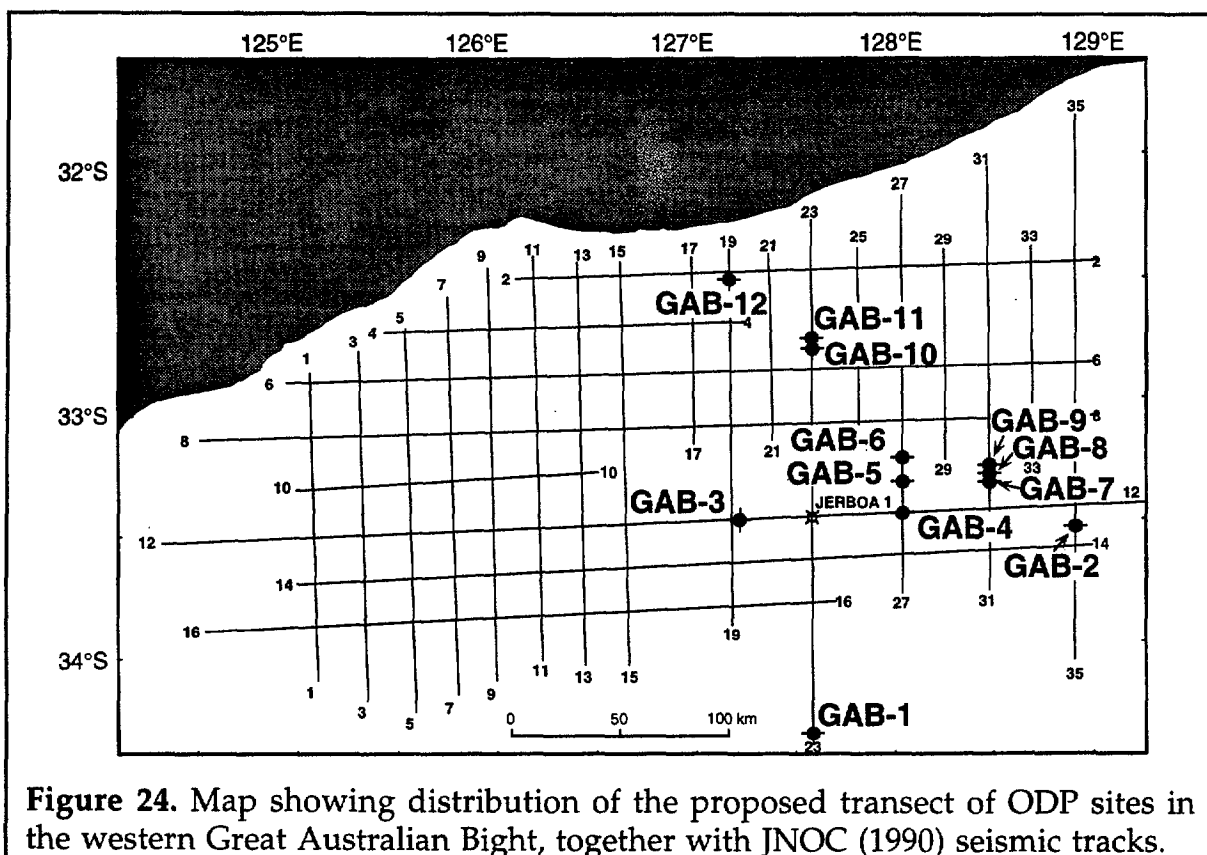 125°E 126°E 127°E 128°E 129°E
35
32°S
31
27
23
11 13 15 17 19 21 25 29 33
9
2 2
7
GAB-12
5
4 4
GAB-11
3
GAB-10
1
6 6
33°S
8 8
GAB-9
GAB-6
GAB-8
17 21 29 33
10 10
GAB-5
GAB-7
GAB-3
JERBOA 1
12
12
GAB-4
14
GAB-2
14
16
27 31
16
19
34°S
11 13 15
35
1 9
3 7
5
0 50 100 km
GAB-1
23
Figure 24. Map showing distribution of the proposed transect of ODP sites in
the western Great Australian Bight, together with JNOC (1990) seismic tracks.